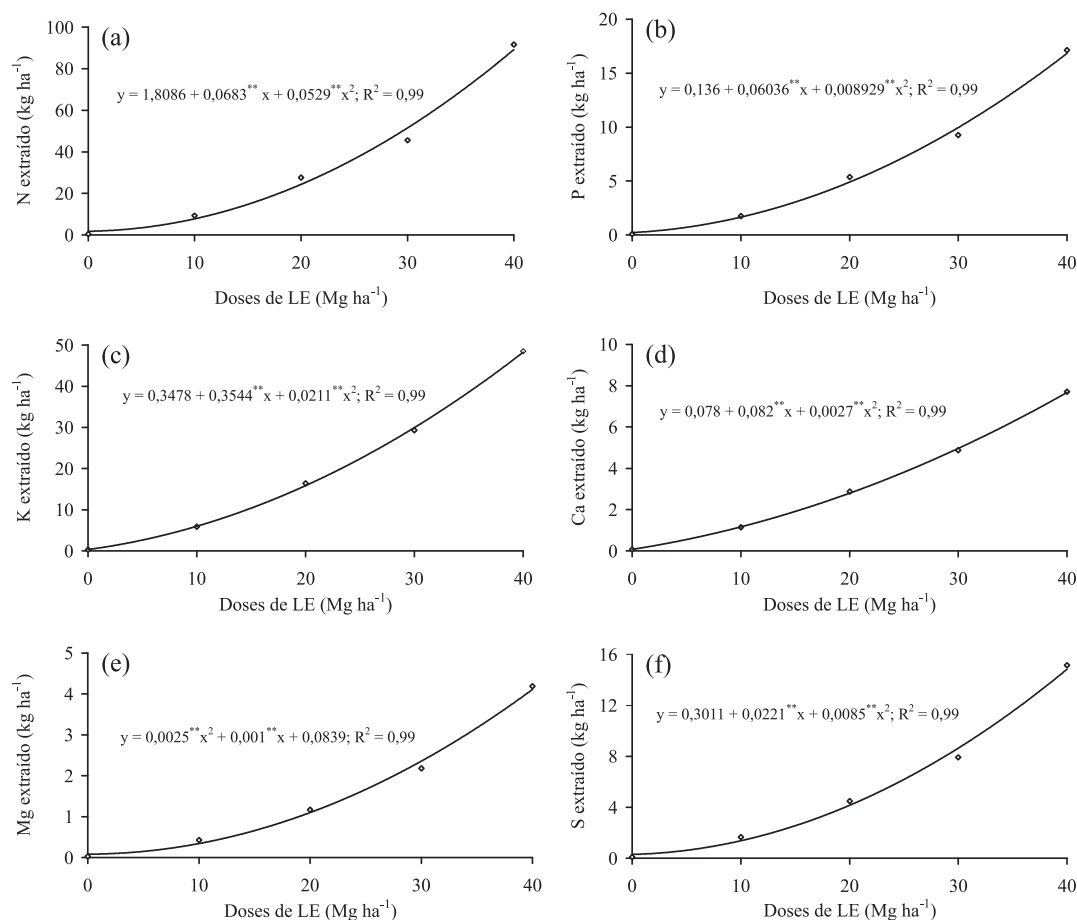 (a)
100
80
60
40
20
0
N extraído (kg ha⁻¹)
y = 1,8086 + 0,0683** x + 0,0529**x²; R² = 0,99
0 10 20 30 40
Doses de LE (Mg ha⁻¹)
(b)
20
15
10
5
0
P extraído (kg ha⁻¹)
y = 0,136 + 0,06036** x + 0,008929**x²; R² = 0,99
0 10 20 30 40
Doses de LE (Mg ha⁻¹)
(c)
50
40
30
20
10
0
K extraído (kg ha⁻¹)
y = 0,3478 + 0,3544**x + 0,0211**x²; R² = 0,99
0 10 20 30 40
Doses de LE (Mg ha⁻¹)
(d)
10
8
6
4
2
0
Ca extraído (kg ha⁻¹)
y = 0,078 + 0,082**x + 0,0027**x²; R² = 0,99
0 10 20 30 40
Doses de LE (Mg ha⁻¹)
(e)
5
4
3
2
1
0
Mg extraído (kg ha⁻¹)
y = 0,0025**x² + 0,001**x + 0,0839; R² = 0,99
0 10 20 30 40
Doses de LE (Mg ha⁻¹)
(f)
16
12
8
4
0
S extraído (kg ha⁻¹)
y = 0,3011 + 0,0221**x + 0,0085**x²; R² = 0,99
0 10 20 30 40
Doses de LE (Mg ha⁻¹)